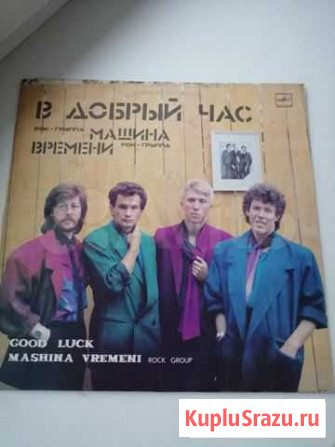 В ДОБРЫЙ ЧАС
РОК-ГРУППА МАШИНА
ВРЕМЕНИ РОК-ГРУППА
GOOD LUCK
MASHINA VREMENI ROCK GROUP
KupluSrazu.ru